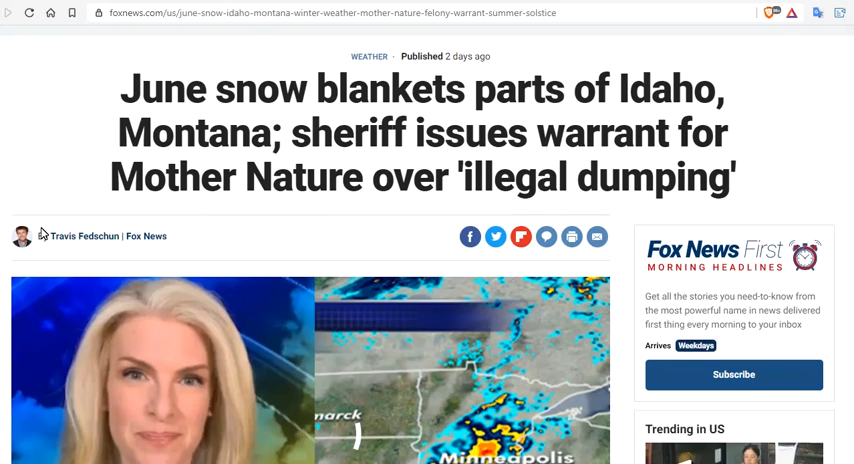 foxnews.com/us/june-snow-idaho-montana-winter-weather-mother-nature-felony-warrant-summer-solstice
WEATHER · Published 2 days ago
June snow blankets parts of Idaho,
Montana; sheriff issues warrant for
Mother Nature over 'illegal dumping'
Travis Fedschun | Fox News
Fox News First
MORNING HEADLINES
Get all the stories you need-to-know from
the most powerful name in news delivered
first thing every morning to your inbox
Arrives Weekdays
Subscribe
Trending in US
marck
Minneapolis